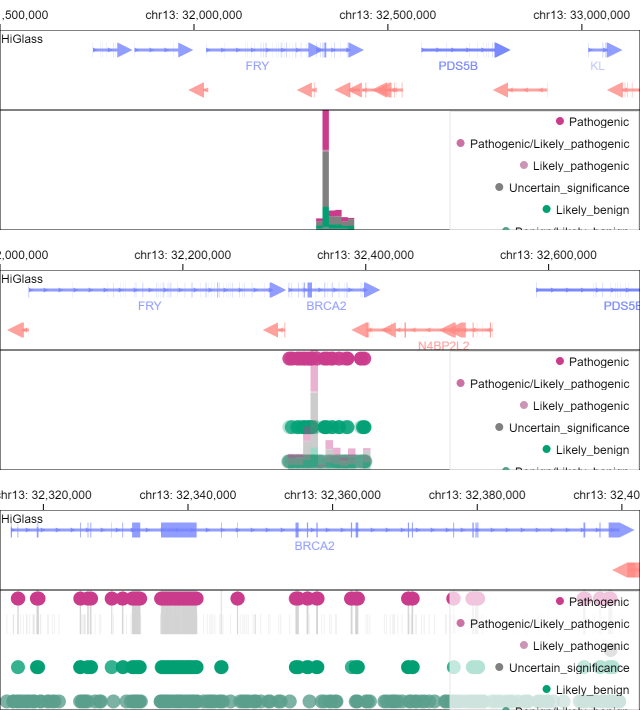 ,500,000 chr13: 32,000,000 chr13: 32,500,000 chr13: 33,000,000
HiGlass
FRY PDS5B KL
Pathogenic
Pathogenic/Likely_pathogenic
Likely_pathogenic
Uncertain_significance
Likely_benign
2,000,000 chr13: 32,200,000 chr13: 32,400,000 chr13: 32,600,000
HiGlass
FRY BRCA2 PDS5B
N4BP2L2
Pathogenic
Pathogenic/Likely_pathogenic
Likely_pathogenic
Uncertain_significance
Likely_benign
chr13: 32,320,000 chr13: 32,340,000 chr13: 32,360,000 chr13: 32,380,000 chr13: 32,40
HiGlass
BRCA2
Pathogenic
Pathogenic/Likely_pathogenic
Likely_pathogenic
Uncertain_significance
Likely_benign